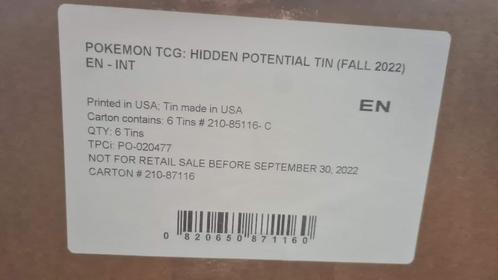 POKEMON TCG: HIDDEN POTENTIAL TIN (FALL 2022)
EN - INT
EN
Printed in USA; Tin made in USA
Carton contains: 6 Tins # 210-85116- C
QTY: 6 Tins
TPCi: PO-020477
NOT FOR RETAIL SALE BEFORE SEPTEMBER 30, 2022
CARTON # 210-87116
0 820650 871160